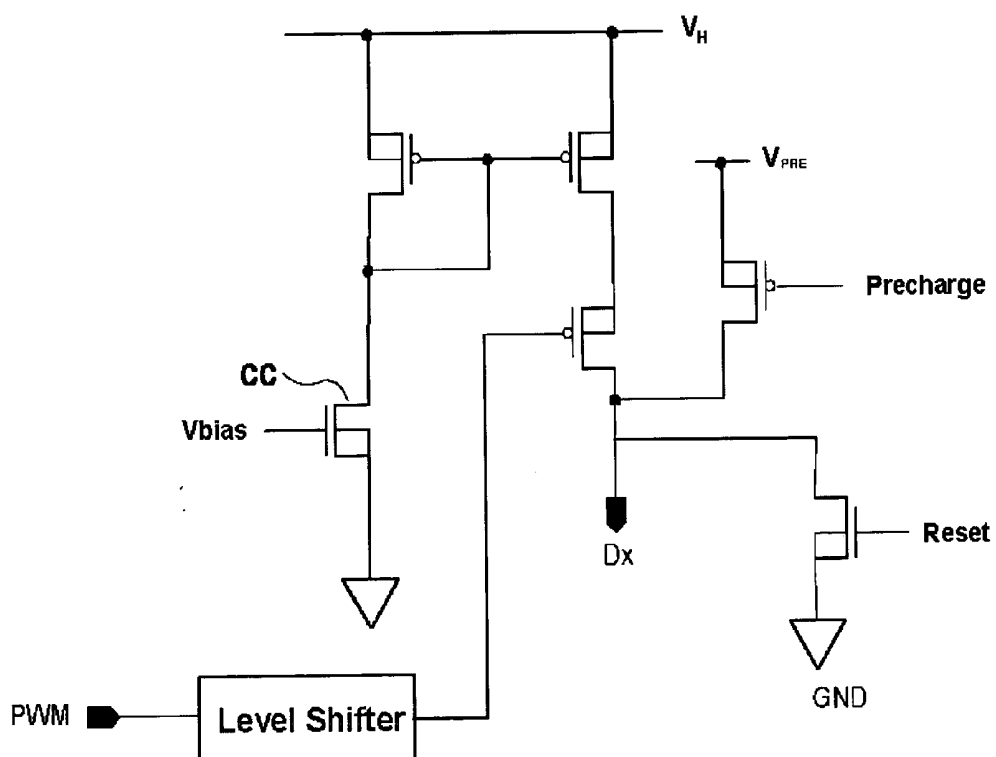 V_H
V_PRE
Precharge
CC
Vbias
Dx
Reset
GND
PWM
Level Shifter